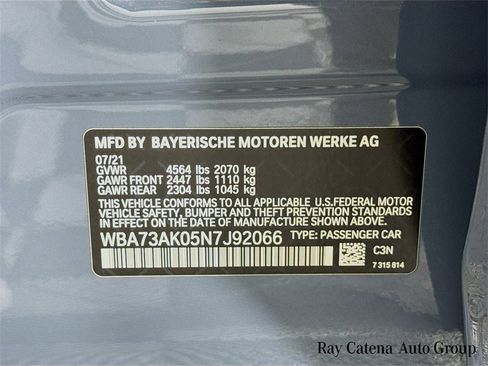 MFD BY BAYERISCHE MOTOREN WERKE AG
07/21
GVWR 4564 lbs 2070 kg
GAWR FRONT 2447 lbs 1110 kg
GAWR REAR 2304 lbs 1045 kg
THIS VEHICLE CONFORMS TO ALL APPLICABLE U.S.FEDERAL MOTOR
VEHICLE SAFETY, BUMPER, AND THEFT PREVENTION
STANDARDS IN EFFECT ON THE DATE OF MANUFACTURE SHOWN ABOVE.
WBA73AK05N7J92066 TYPE: PASSENGER CAR
C3N
7 315 814
Ray Catena Auto Group